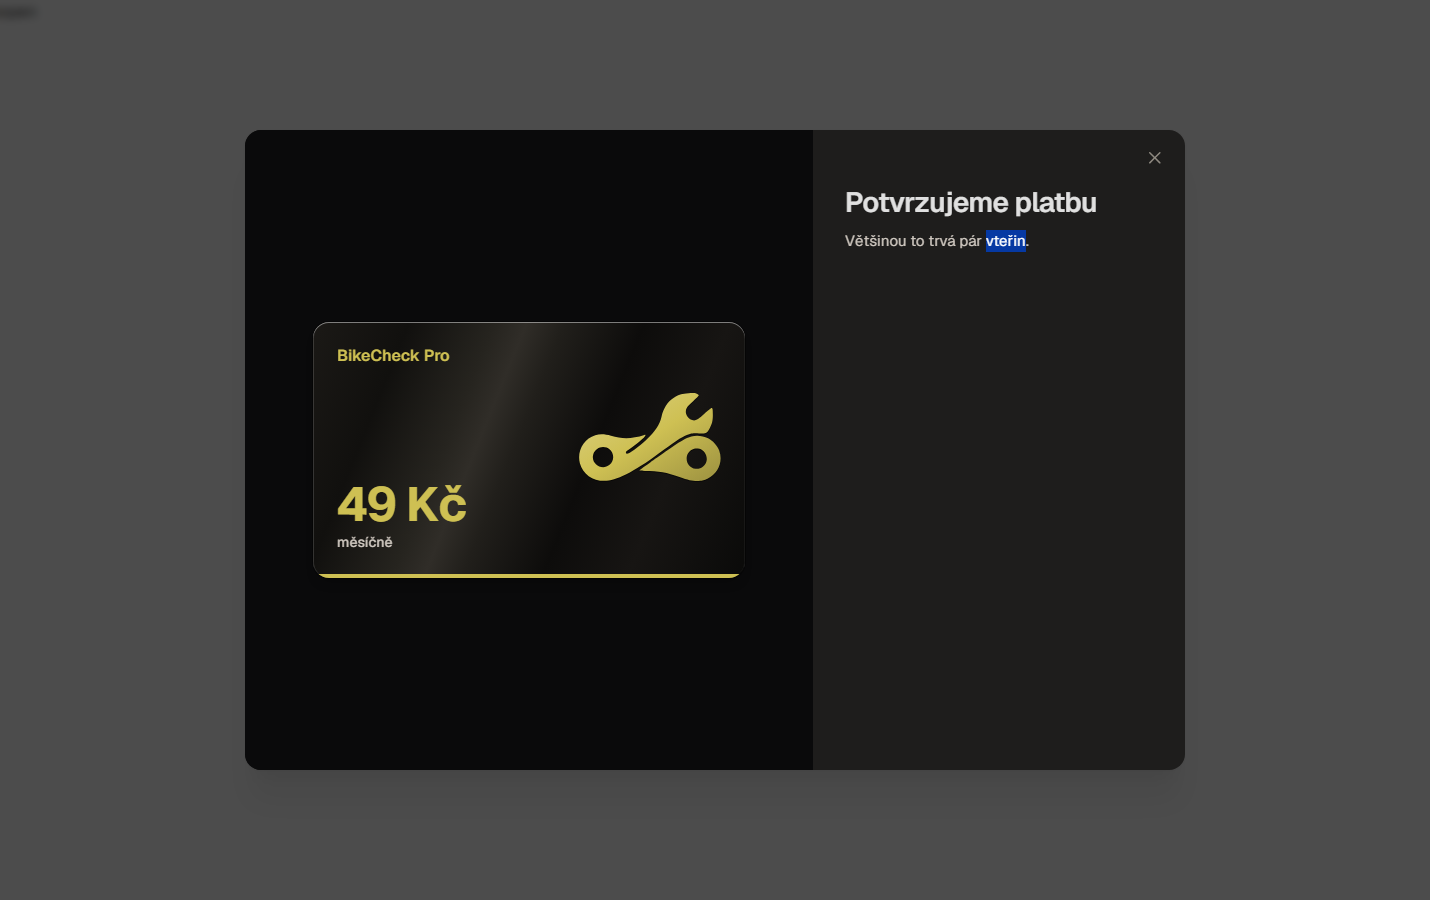 BikeCheck Pro
49 Kč
měsíčně
Potvrzujeme platbu
Většinou to trvá pár vteřin.